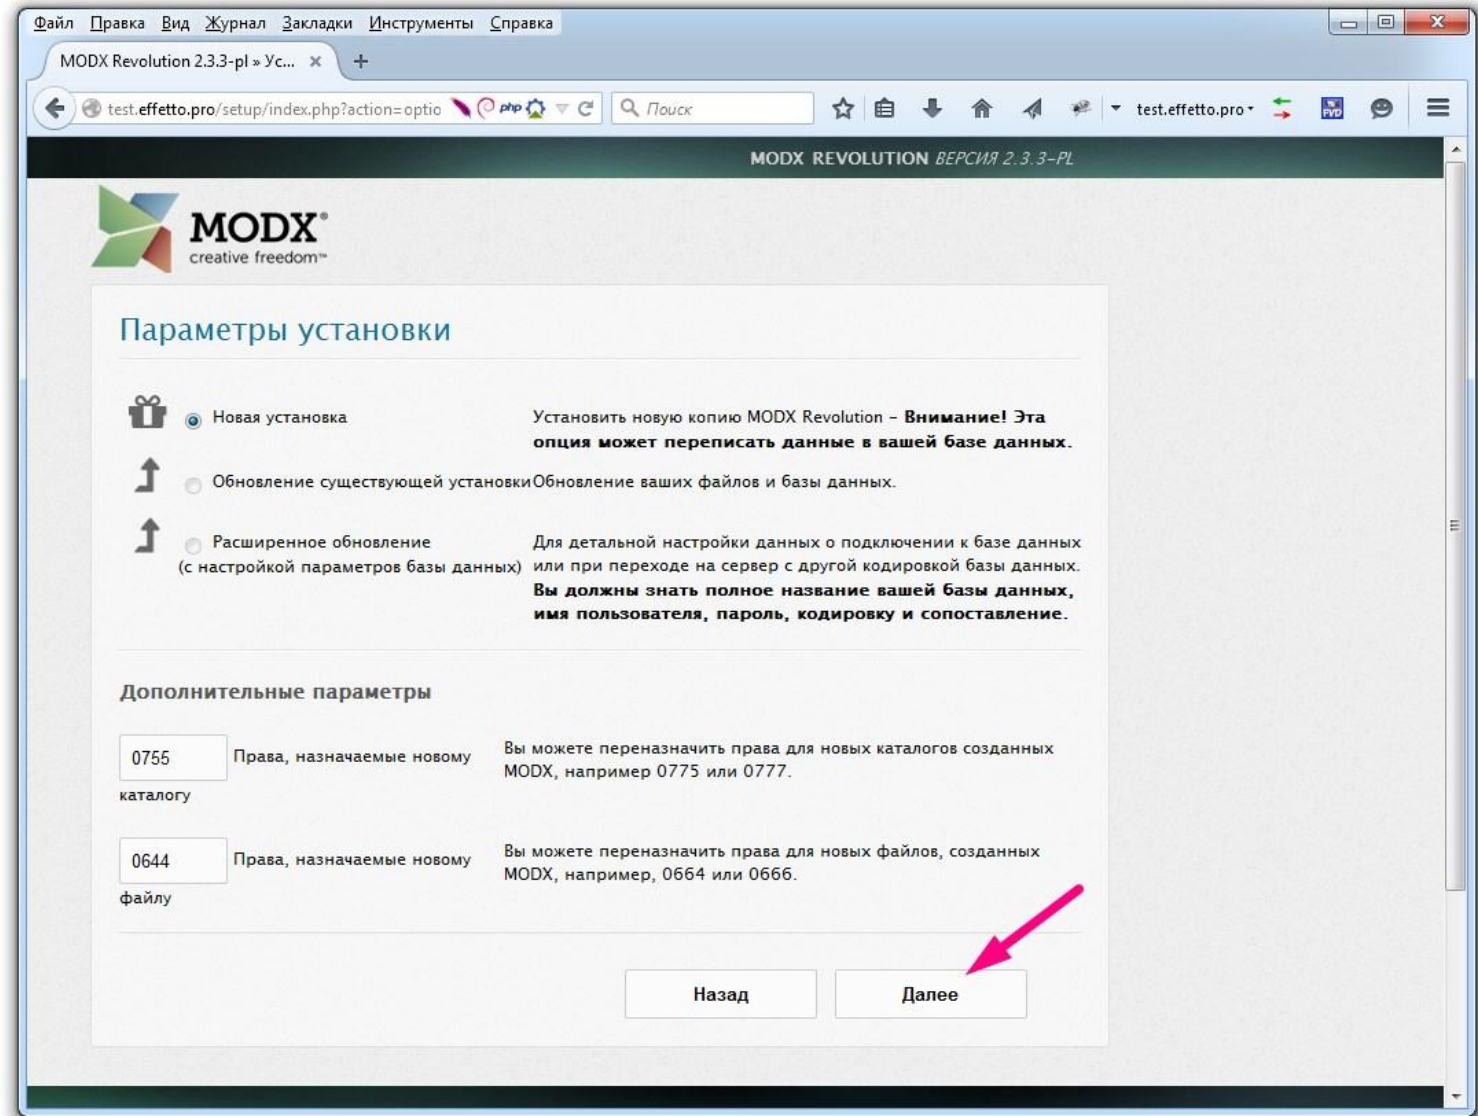 Файл Правка Вид Журнал Закладки Инструменты Справка
MODX Revolution 2.3.3-pl » Ус...
test.effetto.pro/setup/index.php?action=optio php Поиск test.effetto.pro PVD
MODX REVOLUTION ВЕРСИЯ 2.3.3-PL
MODX®
creative freedom™
Параметры установки
Новая установка
Установить новую копию MODX Revolution – Внимание! Эта
опция может переписать данные в вашей базе данных.
Обновление существующей установки Обновление ваших файлов и базы данных.
Расширенное обновление
(с настройкой параметров базы данных)
Для детальной настройки данных о подключении к базе данных
или при переходе на сервер с другой кодировкой базы данных.
Вы должны знать полное название вашей базы данных,
имя пользователя, пароль, кодировку и сопоставление.
Дополнительные параметры
0755 Права, назначаемые новому
каталогу
Вы можете переназначить права для новых каталогов созданных
MODX, например 0775 или 0777.
0644 Права, назначаемые новому
файлу
Вы можете переназначить права для новых файлов, созданных
MODX, например, 0664 или 0666.
Назад Далее